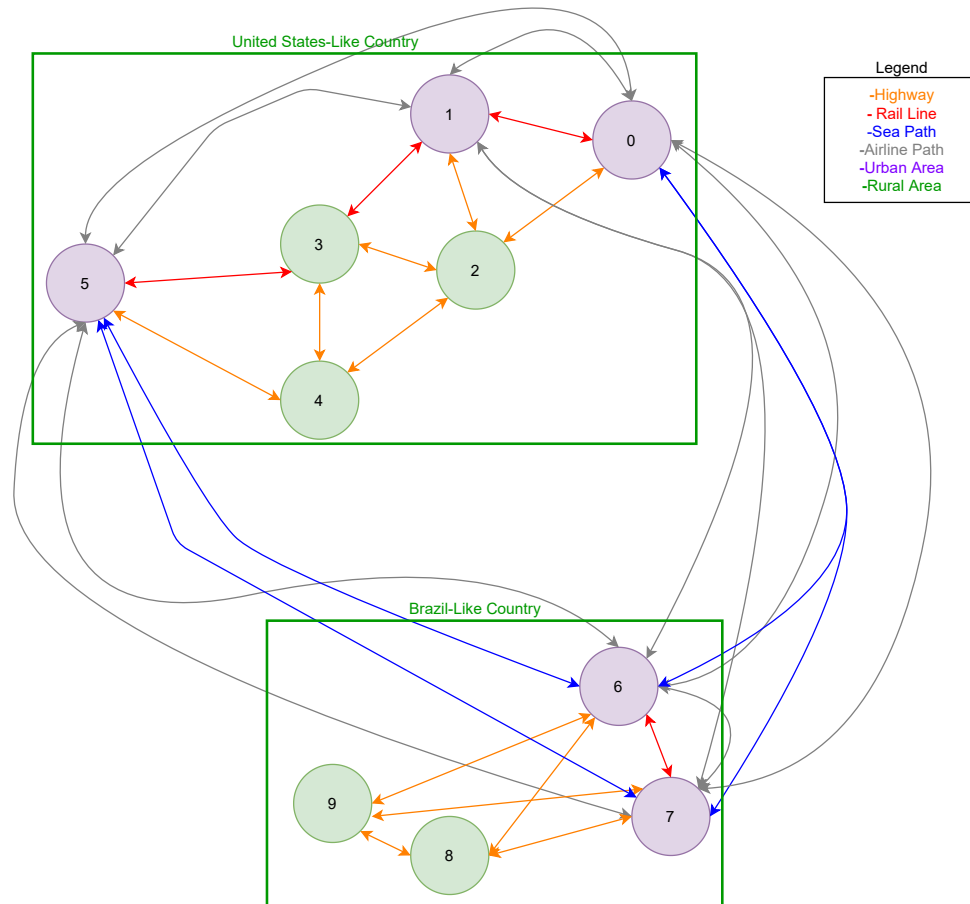 United States-Like Country
Legend
-Highway
- Rail Line
-Sea Path
-Airline Path
-Urban Area
-Rural Area
1
0
3
2
5
4
Brazil-Like Country
6
9
7
8